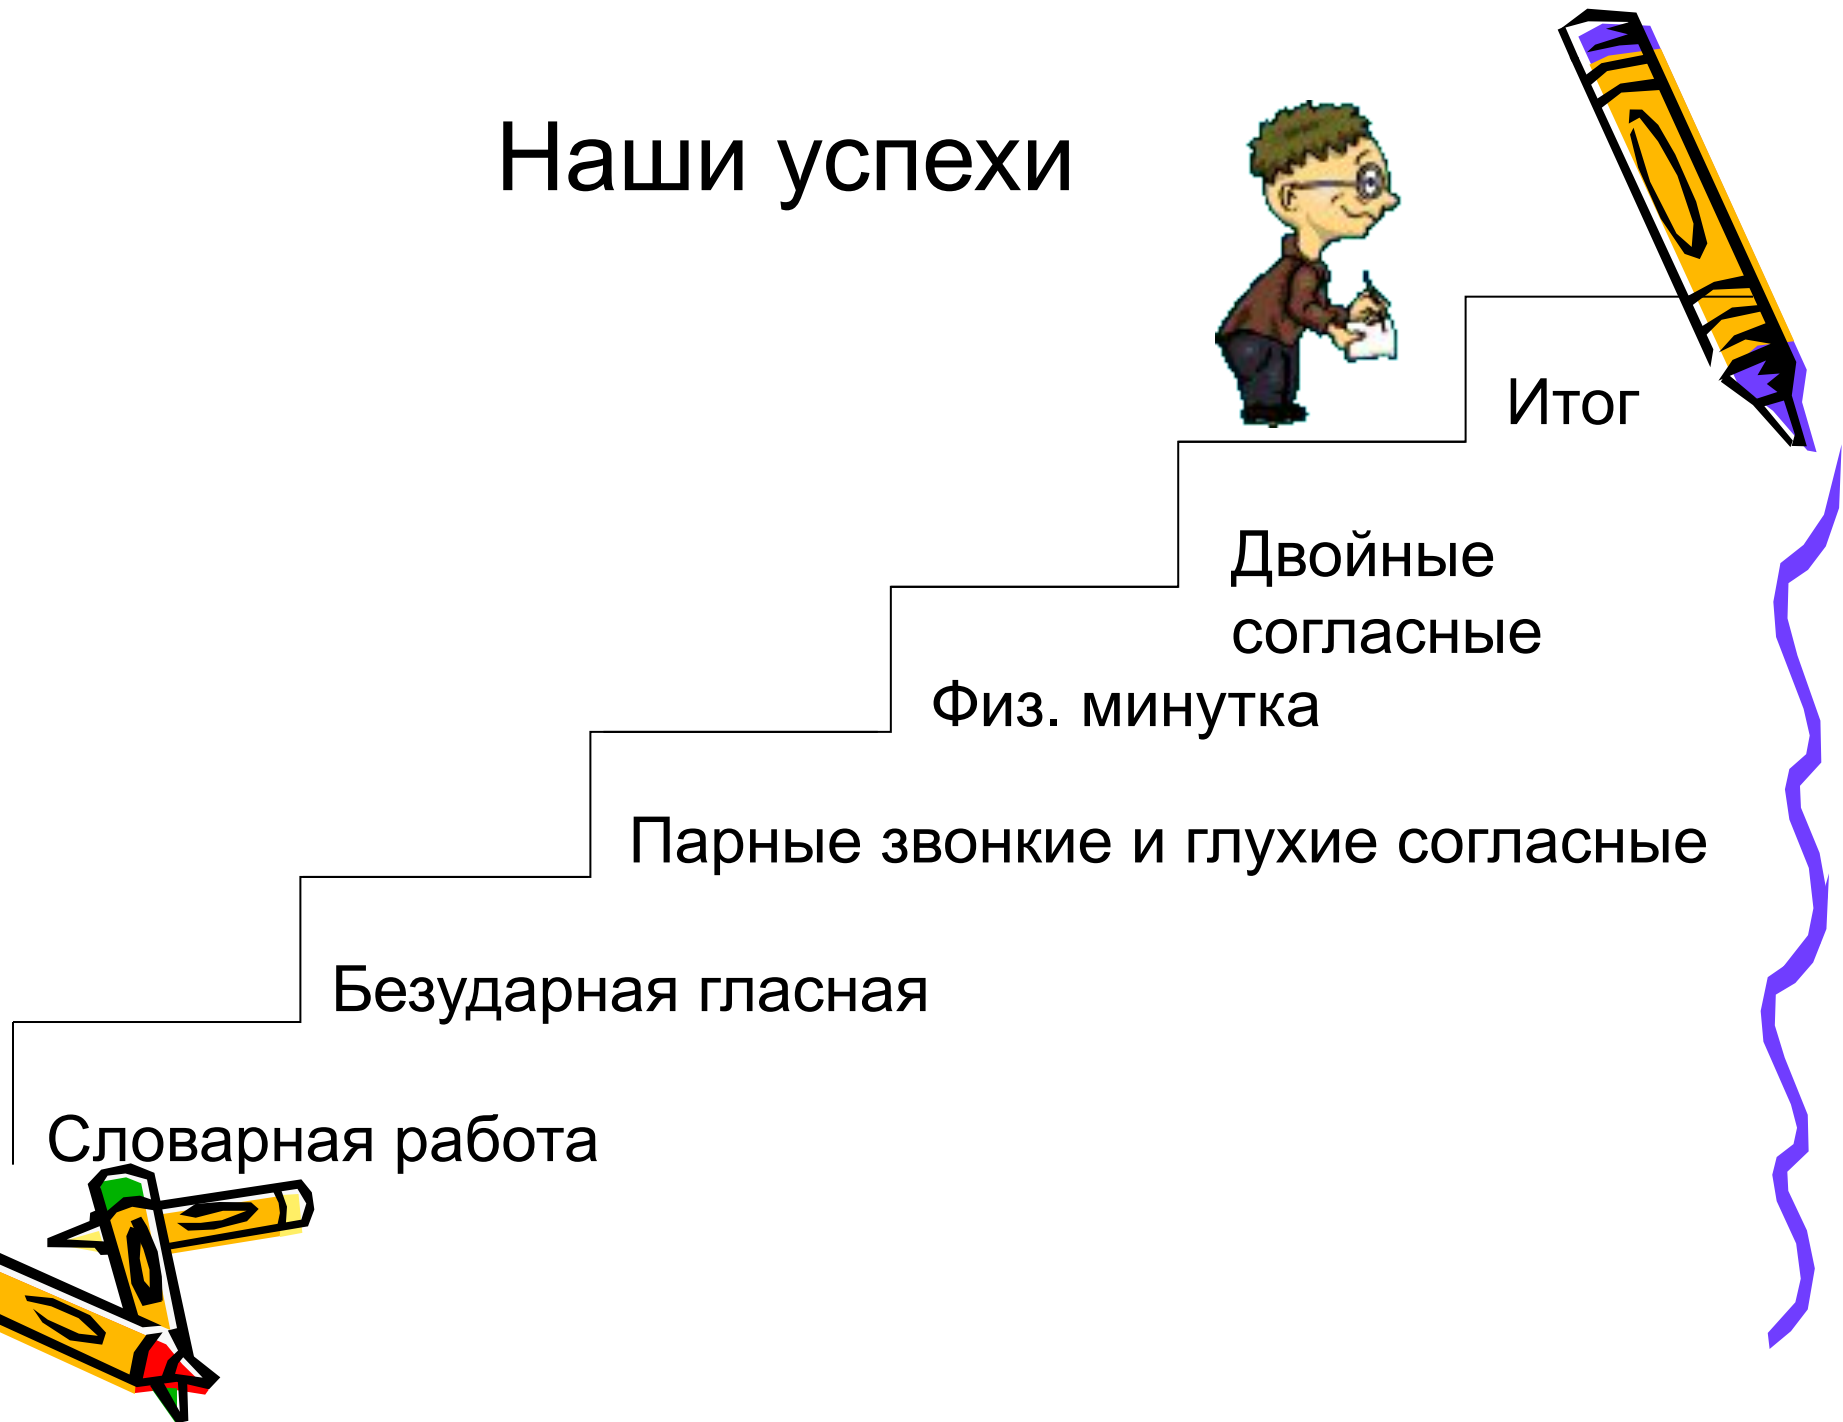 Наши успехи
Итог
Двойные
согласные
Физ. минутка
Парные звонкие и глухие согласные
Безударная гласная
Словарная работа